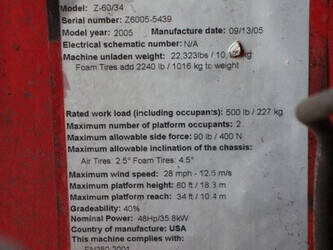 Model: Z-60/34
Serial number: Z6005-5439
Model year: 2005 Manufacture date: 09/13/05
Electrical schematic number: N/A
Machine unladen weight: 22,323lbs / 10, kg
Foam Tires add 2240 lb / 1016 kg to weight
Rated work load (including occupants): 500 lb / 227 kg
Maximum number of platform occupants: 2
Maximum allowable side force: 90 lb / 400 N
Maximum allowable inclination of the chassis:
Air Tires: 2.5° Foam Tires: 4.5°
Maximum wind speed: 28 mph - 12.5 m/s
Maximum platform height: 60 ft / 18.3 m
Maximum platform reach: 34 ft / 10.4 m
Gradeability: 40%
Nominal Power: 48Hp/35.8kW
Country of manufacture: USA
This machine complies with:
EN280:2001